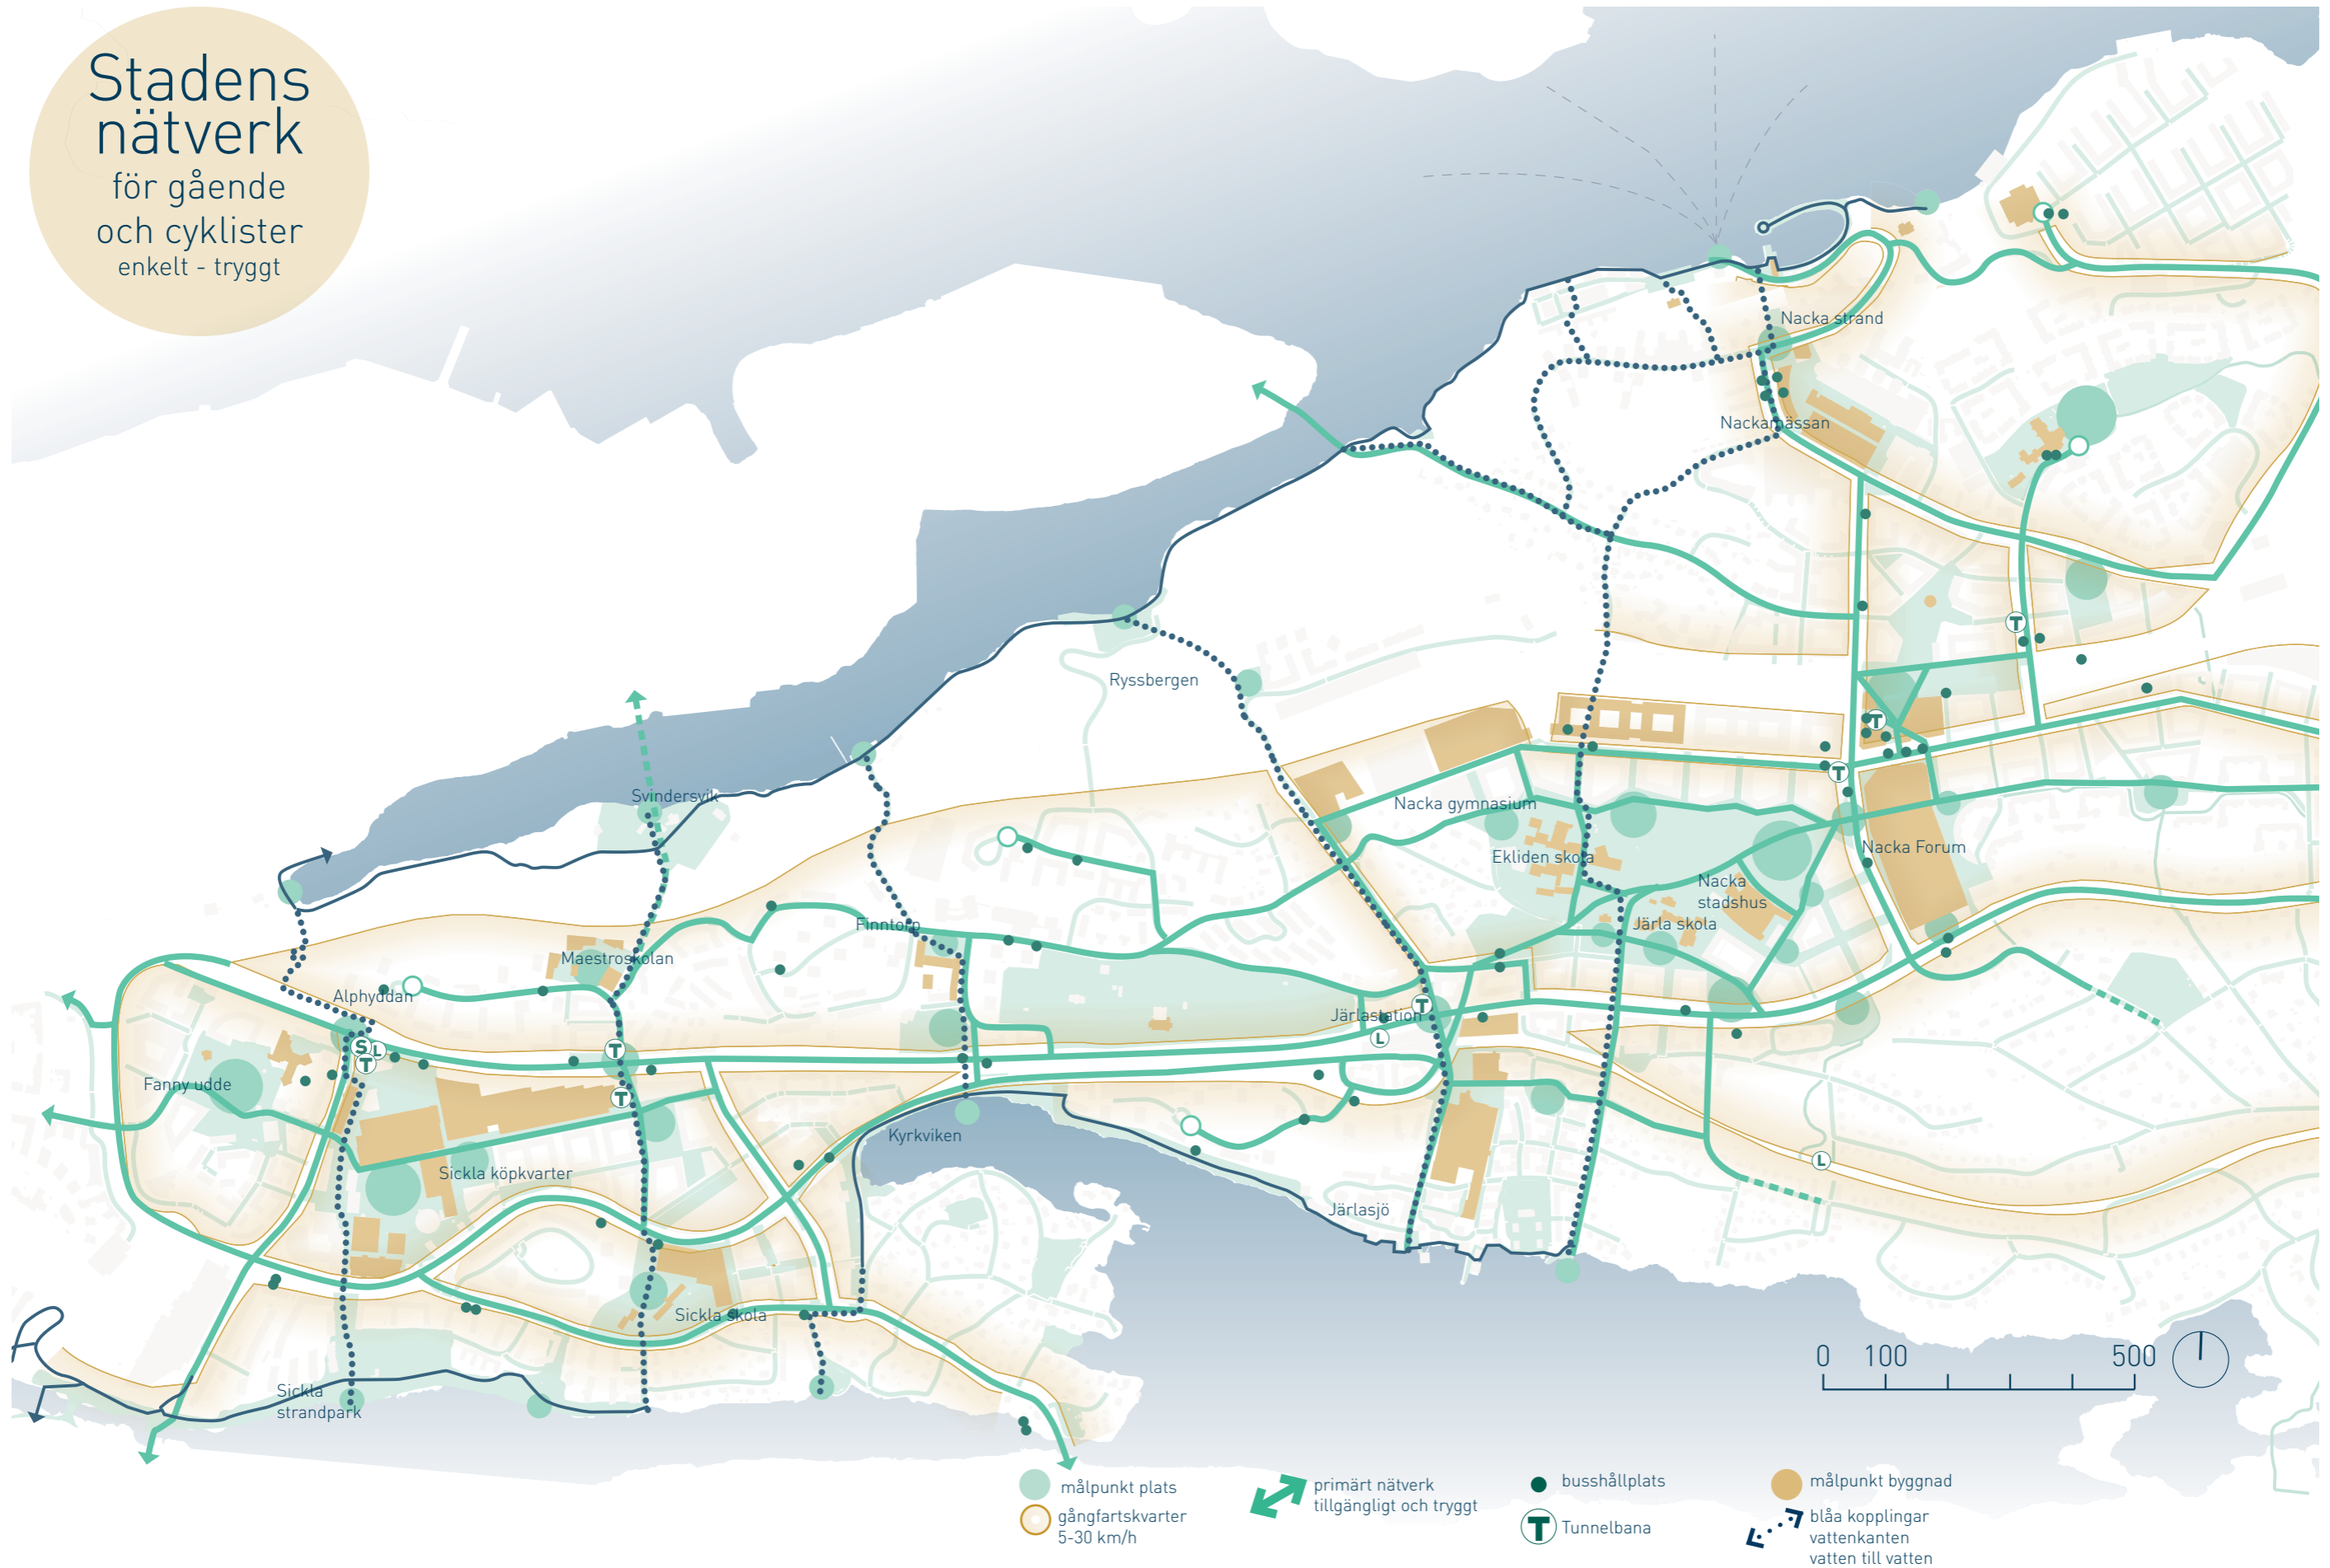 Stadens
nätverk
för gående
och cyklister
enkelt - tryggt
Nacka strand
Nackamässan
Ryssbergen
Svindersvik
Nacka gymnasium
Ekliden skola
Nacka Forum
Nacka
stadshus
Järla skola
Finntorp
Maestroskolan
Alphyddan
Järlastation
T
T
T
T
T
T
T
S
L
L
L
Fanny udde
Kyrkviken
Sickla köpkvarter
Järlasjö
Sickla skola
Sickla
strandpark
0 100 500
målpunkt plats
gångfartskvarter
5-30 km/h
primärt nätverk
tillgängligt och tryggt
busshållplats
T Tunnelbana
målpunkt byggnad
blåa kopplingar
vattenkanten
vatten till vatten